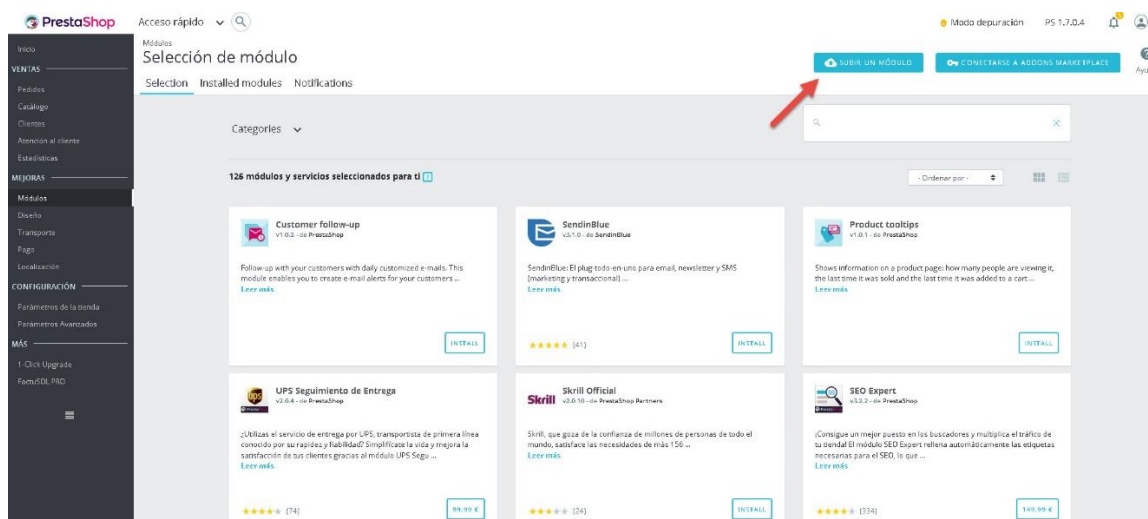 PrestaShop
Acceso rápido
Modo depuración
PS 1.7.0.4
Módulos
Selección de módulo
SUBIR UN MÓDULO
CONECTARSE A ADDONS MARKETPLACE
Ayu
Selection
Installed modules
Notifications
Inicio
VENTAS
Pedidos
Catálogo
Clientes
Atención al cliente
Estadísticas
MEJORAS
Módulos
Diseño
Transporte
Pago
Localización
CONFIGURACIÓN
Parámetros de la tienda
Parámetros Avanzados
MÁS
1-Click Upgrade
FactuSOL PRO
Categories
126 módulos y servicios seleccionados para ti
- Ordenar por -
Customer follow-up
v1.0.2 - de PrestaShop
Follow-up with your customers with daily customized e-mails. This
module enables you to create e-mail alerts for your customers ...
Leer más
INSTALL
SendinBlue
v3.1.0 - de SendinBlue
SendinBlue: El plug-todo-en-uno para email, newsletter y SMS
(marketing y transaccional) ...
Leer más
(41)
INSTALL
Product tooltips
v1.0.1 - de PrestaShop
Shows information on a product page: how many people are viewing it,
the last time it was sold and the last time it was added to a cart ...
Leer más
INSTALL
UPS Seguimiento de Entrega
v2.0.4 - de PrestaShop
¿Utilizas el servicio de entrega por UPS, transportista de primera línea
conocido por su rapidez y fiabilidad? Simplifícate la vida y mejora la
satisfacción de tus clientes gracias al módulo UPS Segu ...
Leer más
(74)
99.99 €
Skrill
Skrill Official
v2.0.10 - de PrestaShop Partners
Skrill, que goza de la confianza de millones de personas de todo el
mundo, satisface las necesidades de más 156 ...
Leer más
(24)
INSTALL
SEO Expert
v3.2.2 - de PrestaShop
¡Consigue un mejor puesto en los buscadores y multiplica el tráfico de
tu tienda! El módulo SEO Expert rellena automáticamente las etiquetas
necesarias para el SEO, lo que ...
Leer más
(334)
149.99 €